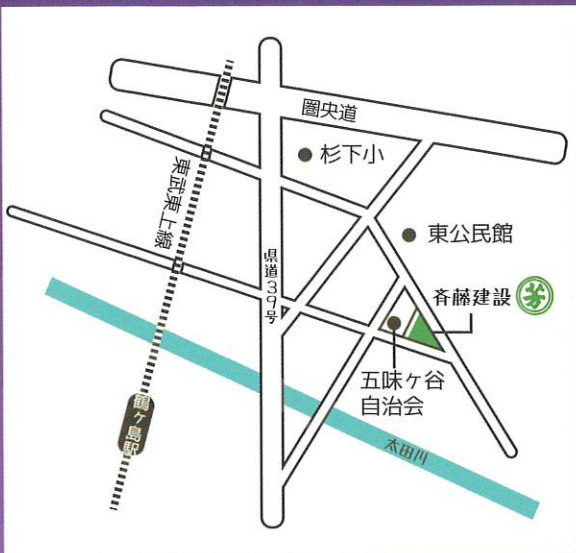 圏央道
杉下小
東武東上線
東公民館
県道39号
斉藤建設
芳
五味ヶ谷
自治会
鶴ヶ島駅
太田川